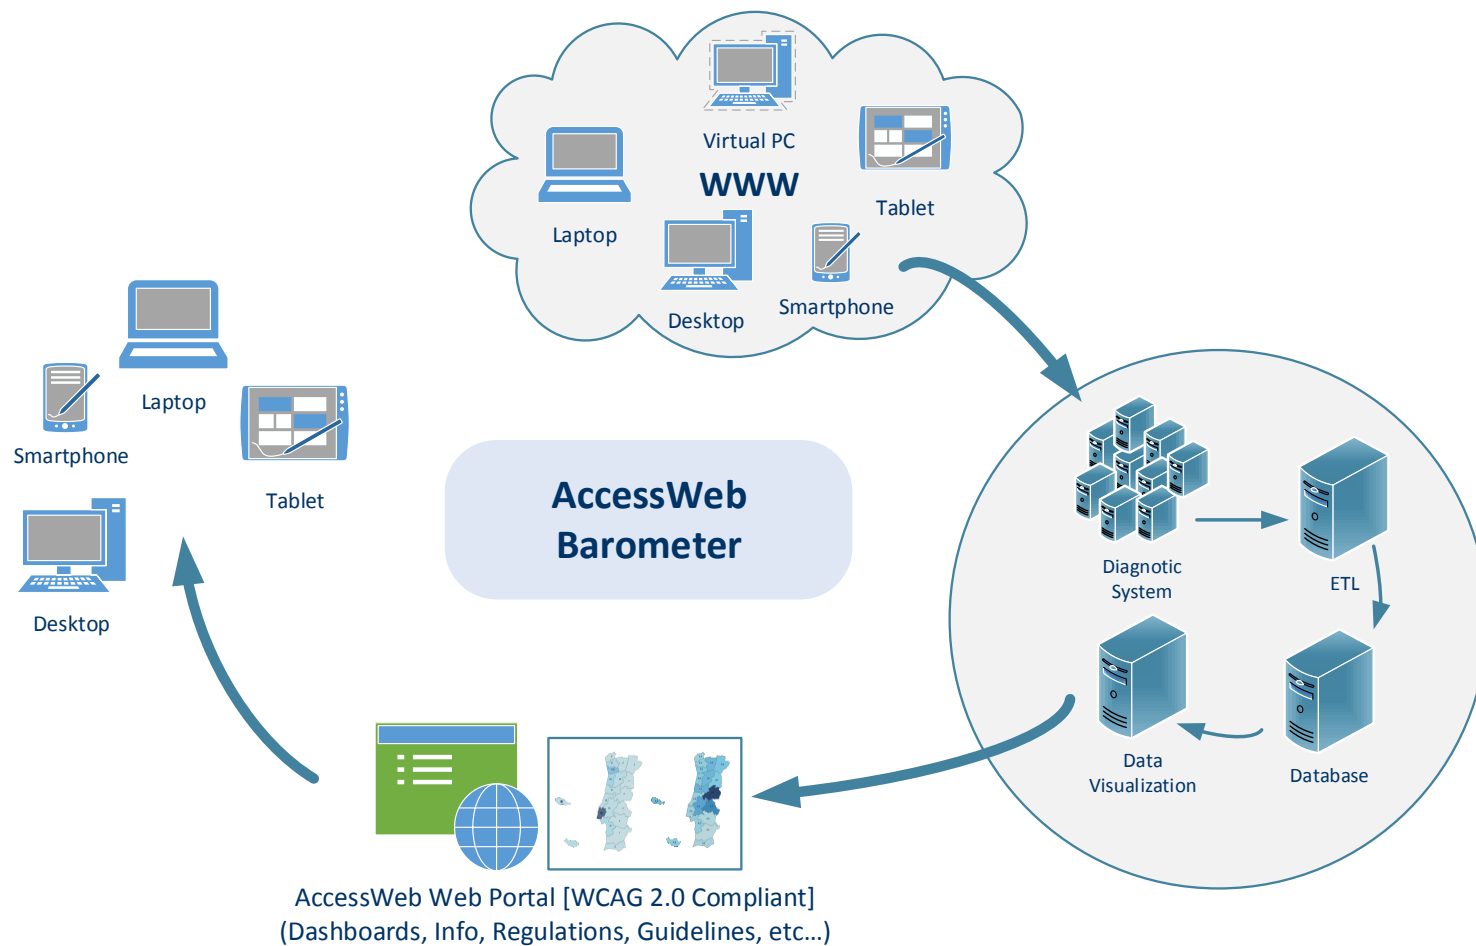 Virtual PC
WWW
Tablet
Laptop
Smartphone
Desktop
Laptop
Smartphone
Tablet
Desktop
AccessWeb
Barometer
Diagnostic
System
ETL
Data
Visualization
Database
AccessWeb Web Portal [WCAG 2.0 Compliant]
(Dashboards, Info, Regulations, Guidelines, etc...)